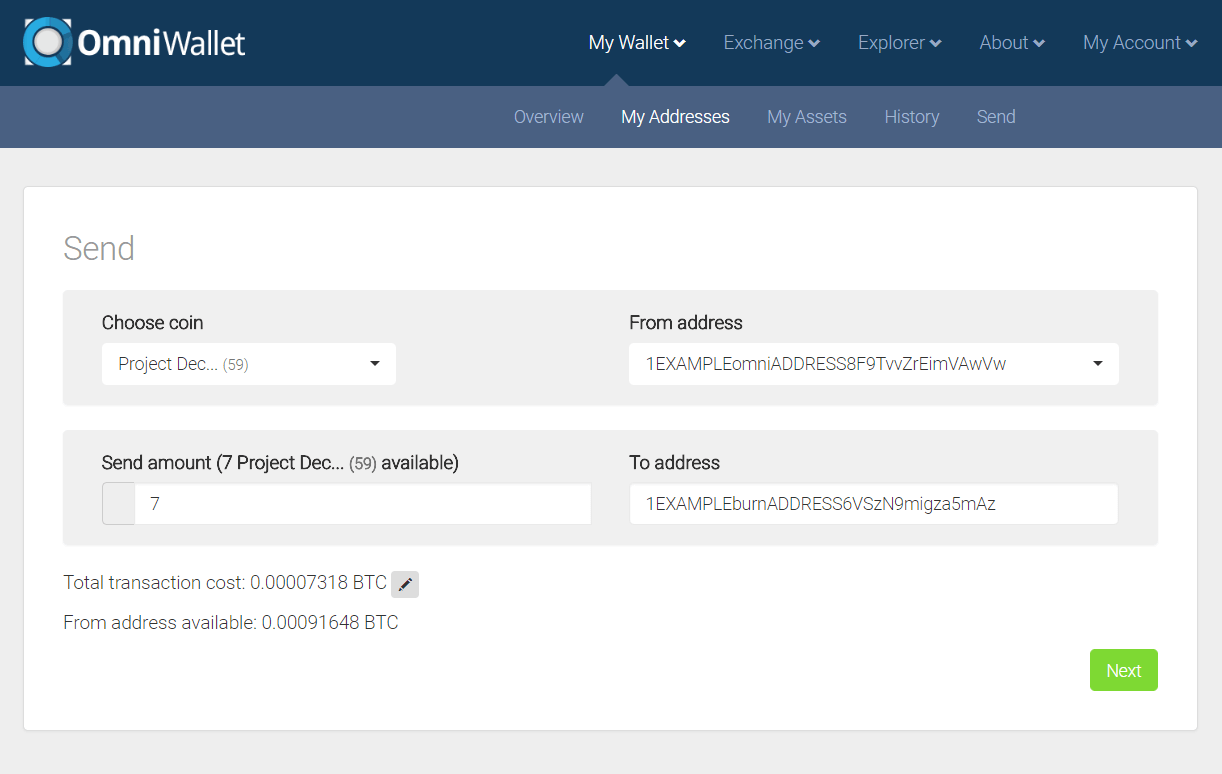 OmniWallet
My Wallet Exchange Explorer About My Account
Overview My Addresses My Assets History Send
Send
Choose coin From address
Project Dec... (59) 1EXAMPLEomniADDRESS8F9TvvZrEimVAwVw
Send amount (7 Project Dec... (59) available) To address
7 1EXAMPLEburnADDRESS6VSzN9migza5mAz
Total transaction cost: 0.00007318 BTC
From address available: 0.00091648 BTC
Next